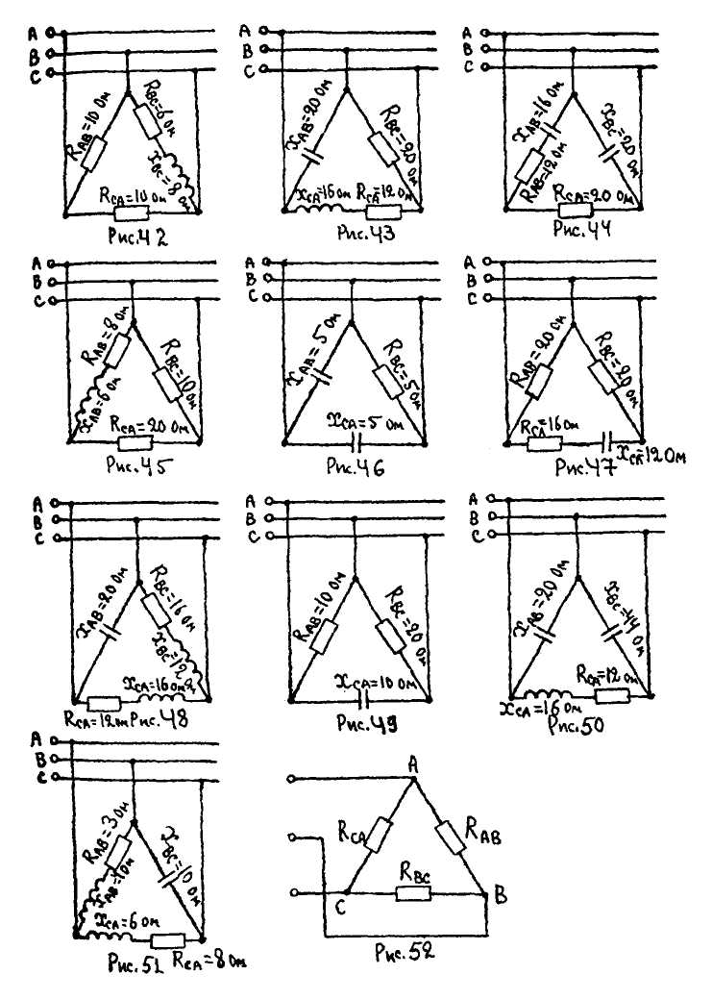 A
B
C
R_AB=10 Ом
R_BC=6 Ом
x_BC=8 Ом
R_CA=10 Ом
Рис.42
A
B
C
x_AB=20 Ом
R_BC=20 Ом
x_CA=16 Ом R_CA=12 Ом
Рис.43
A
B
C
x_AB=16 Ом
R_AB=12 Ом
x_BC=20 Ом
R_CA=20 Ом
Рис.44
A
B
C
R_AB=8 Ом
x_AB=6 Ом
R_BC=10 Ом
R_CA=20 Ом
Рис.45
A
B
C
x_AB=5 Ом
R_BC=5 Ом
x_CA=5 Ом
Рис.46
A
B
C
R_AB=20 Ом
R_BC=20 Ом
R_CA=16 Ом
x_CA=12 Ом
Рис.47
A
B
C
x_AB=20 Ом
R_BC=16 Ом
x_BC=12
x_CA=16 Ом
R_CA=12 Ом
Рис.48
A
B
C
R_AB=10 Ом
R_BC=20 Ом
x_CA=10 Ом
Рис.49
A
B
C
x_AB=20 Ом
x_BC=44 Ом
R_CA=12 Ом
x_CA=16 Ом
Рис.50
A
B
C
R_AB=3 Ом
x_BC=10 Ом
x_CA=6 Ом
R_CA=8 Ом
Рис.51
A
R_CA
R_AB
R_BC
C
B
Рис.52